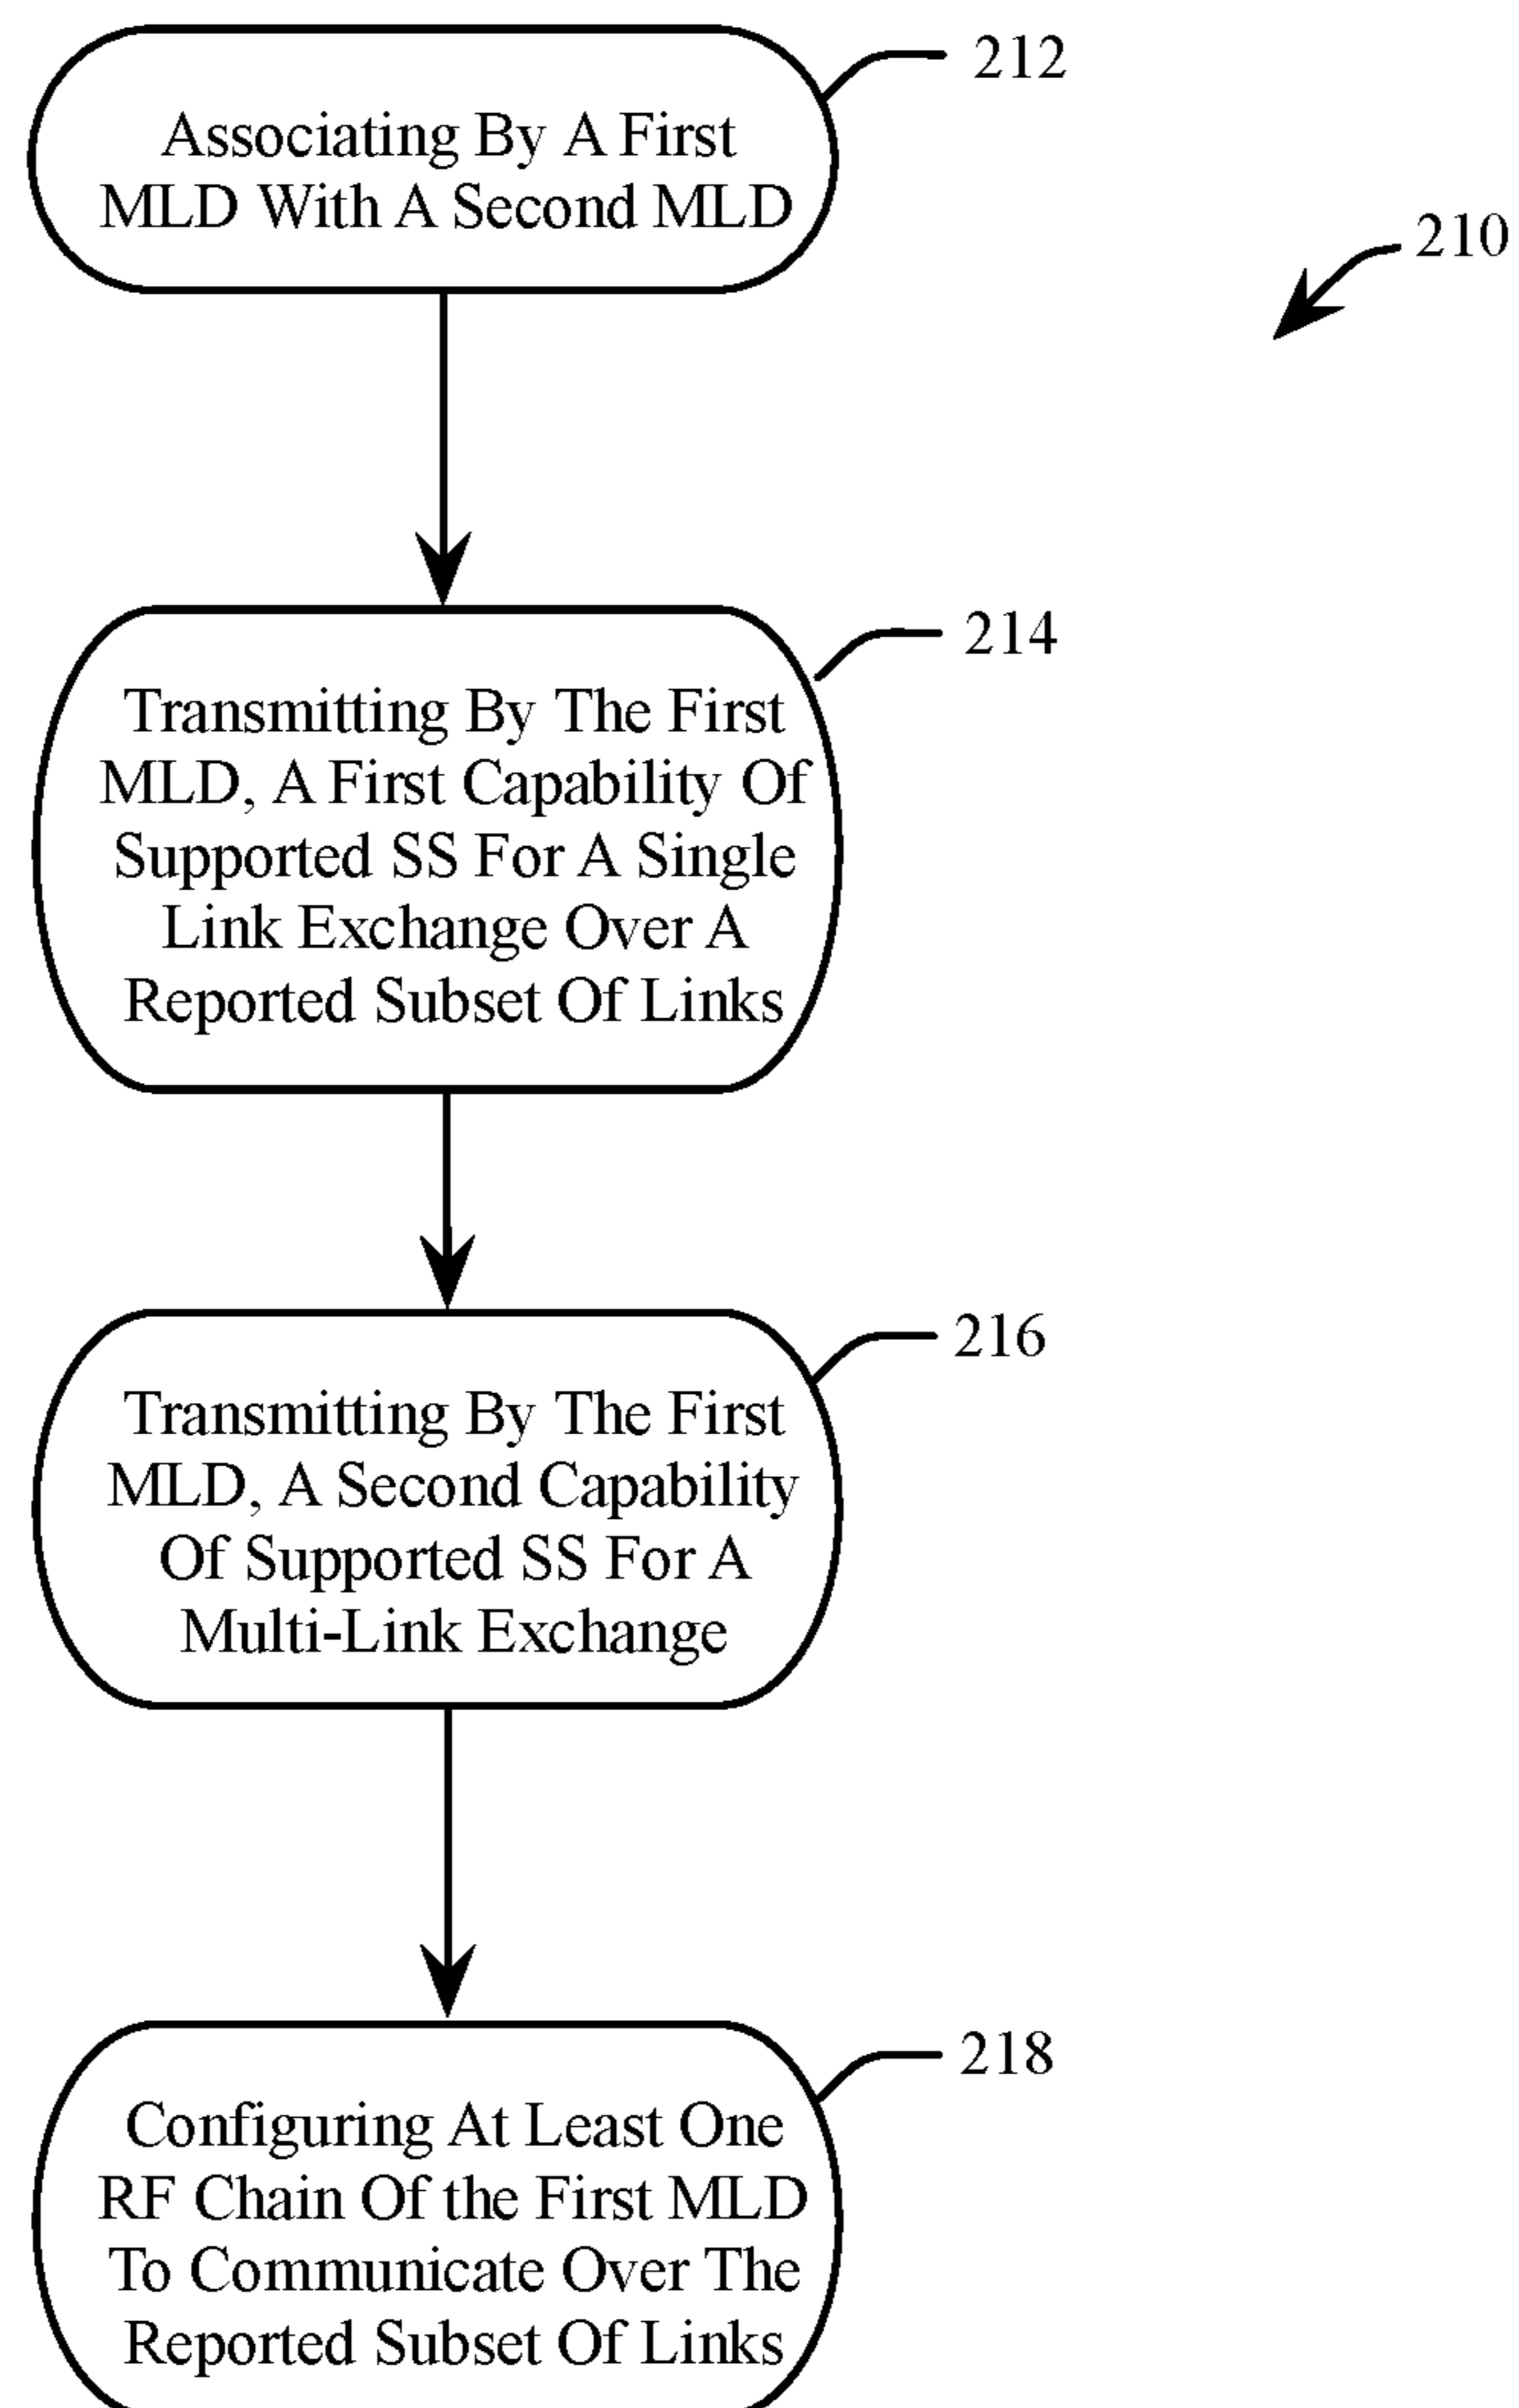 212
Associating By A First
MLD With A Second MLD
210
214
Transmitting By The First
MLD, A First Capability Of
Supported SS For A Single
Link Exchange Over A
Reported Subset Of Links
216
Transmitting By The First
MLD, A Second Capability
Of Supported SS For A
Multi-Link Exchange
218
Configuring At Least One
RF Chain Of the First MLD
To Communicate Over The
Reported Subset Of Links